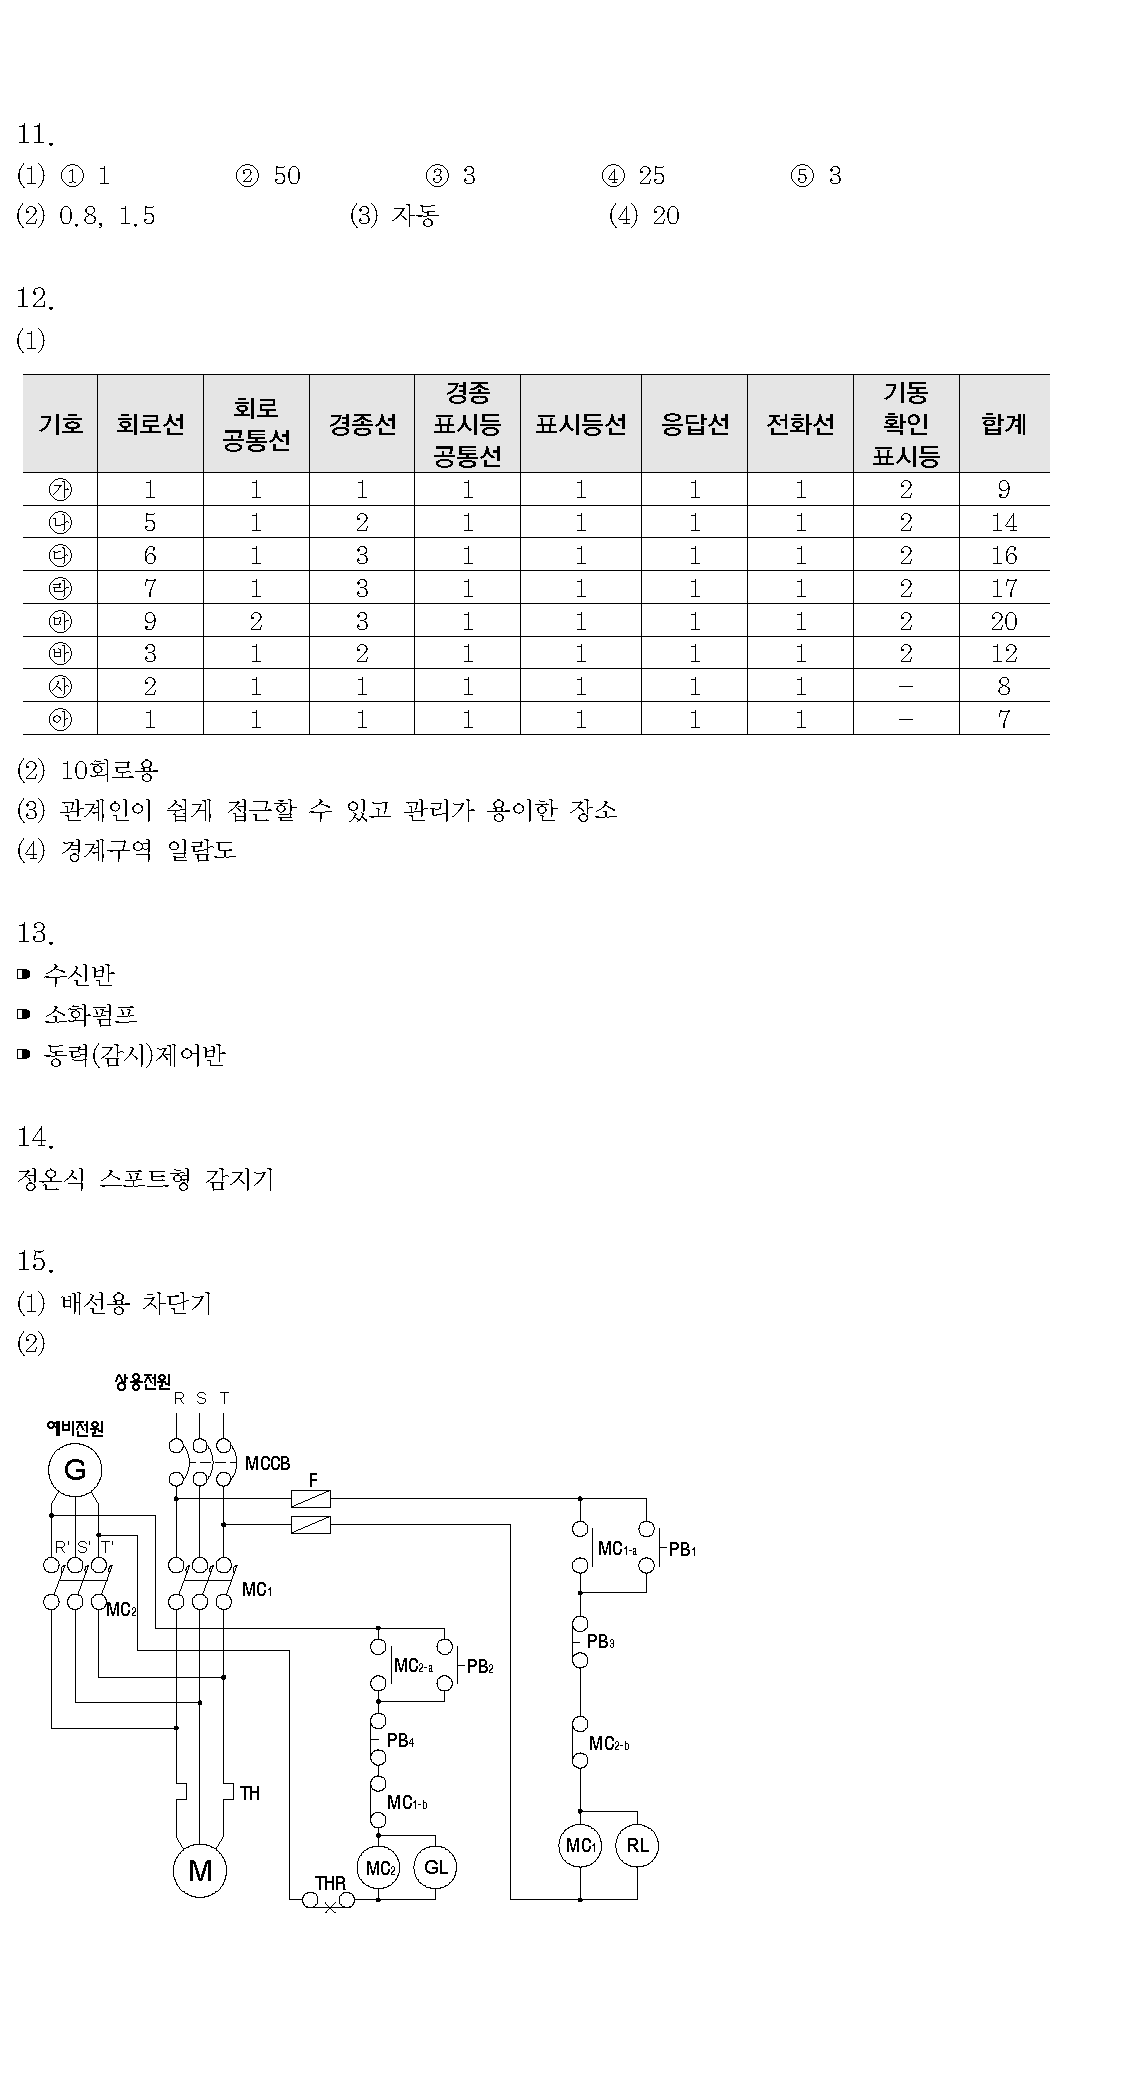 11.
(1) ① 1 ② 50 ③ 3 ④ 25 ⑤ 3
(2) 0.8, 1.5 (3) 자동 (4) 20
12.
(1)
기호 회로선 회로 공통선 경종선 경종 표시등 공통선 표시등선 응답선 전화선 기동 확인 표시등 합계
㉮ 1 1 1 1 1 1 1 2 9
㉯ 5 1 2 1 1 1 1 2 14
㉰ 6 1 3 1 1 1 1 2 16
㉱ 7 1 3 1 1 1 1 2 17
㉲ 9 2 3 1 1 1 1 2 20
㉳ 3 1 2 1 1 1 1 2 12
㉴ 2 1 1 1 1 1 1 − 8
㉵ 1 1 1 1 1 1 1 − 7
(2) 10회로용
(3) 관계인이 쉽게 접근할 수 있고 관리가 용이한 장소
(4) 경계구역 일람도
13.
수신반
소화펌프
동력(감시)제어반
14.
정온식 스포트형 감지기
15.
(1) 배선용 차단기
(2)
상용전원
R S T
예비전원
G
MCCB
F
R' S' T'
MC1-a PB1
MC1
MC2
PB3
MC2-a PB2
PB4
MC2-b
TH
MC1-b
MC1 RL
M
MC2 GL
THR